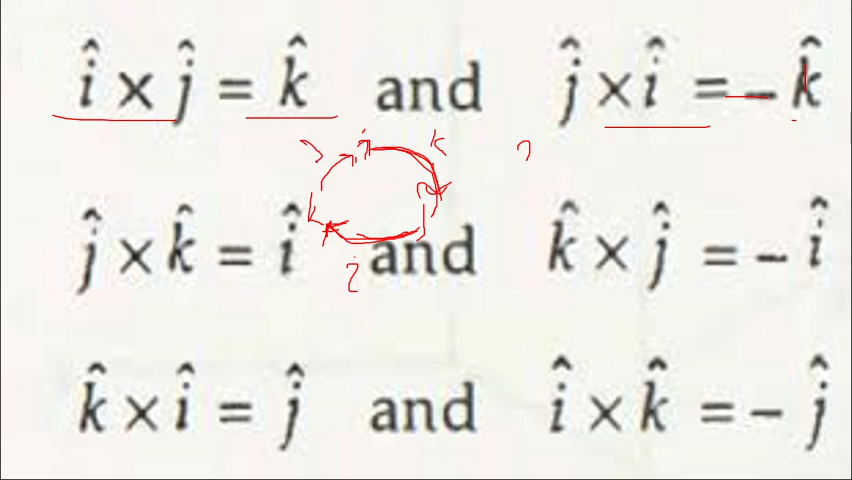 î × ĵ = k̂ and ĵ × î = - k̂
j k
i
k j
i
ĵ × k̂ = î and k̂ × ĵ = - î
k̂ × î = ĵ and î × k̂ = - ĵ